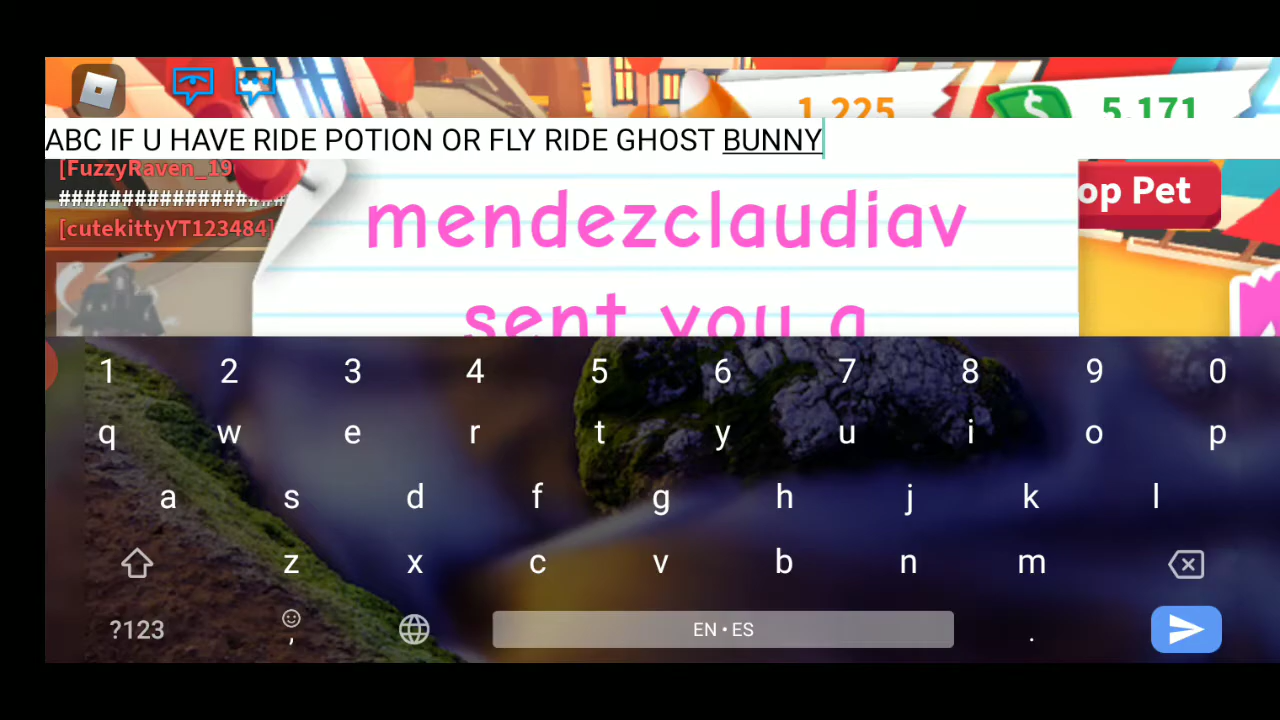 1,225
5,171
ABC IF U HAVE RIDE POTION OR FLY RIDE GHOST BUNNY
[FuzzyRaven_19
##################
[cutekittyYT123484]
op Pet
mendezclaudiav
sent you a
1 2 3 4 5 6 7 8 9 0
q w e r t y u i o p
a s d f g h j k l
z x c v b n m
?123 , EN • ES .